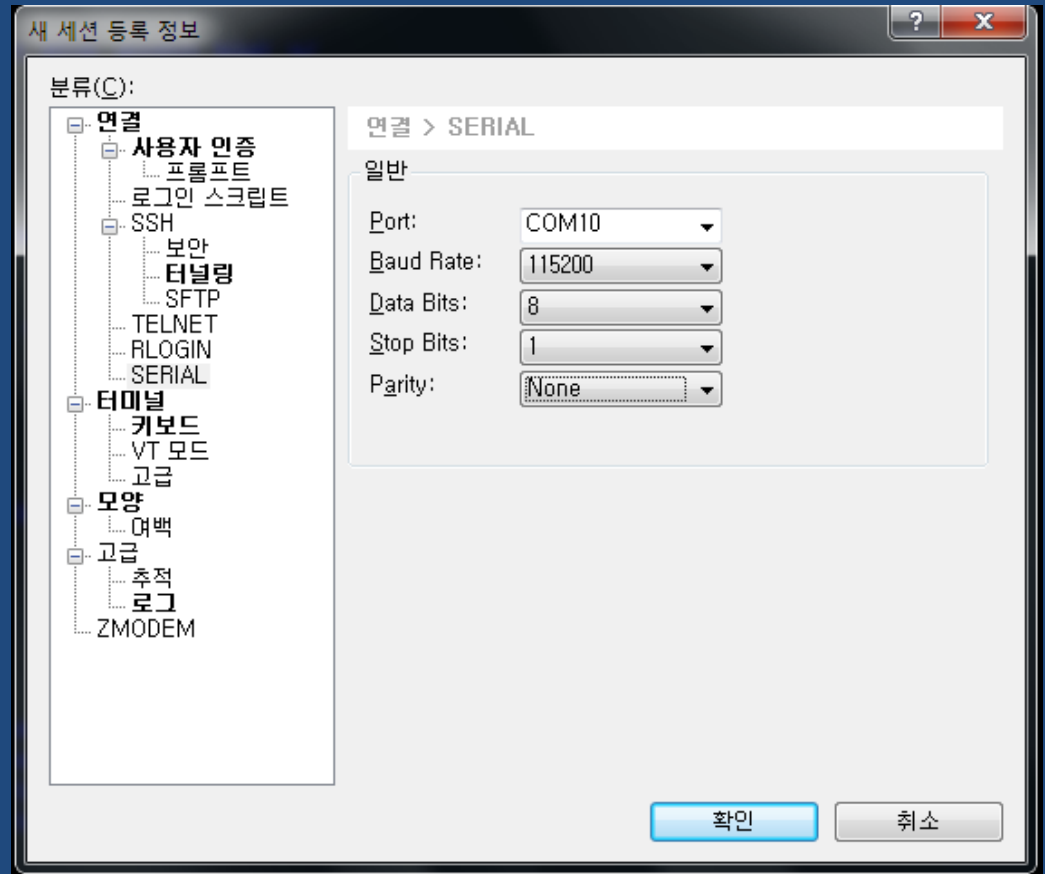 새 세션 등록 정보
?
x
분류(C):
연결
사용자 인증
프롬프트
로그인 스크립트
SSH
보안
터널링
SFTP
TELNET
RLOGIN
SERIAL
터미널
키보드
VT 모드
고급
모양
여백
고급
추적
로그
ZMODEM
연결 > SERIAL
일반
Port: COM10
Baud Rate: 115200
Data Bits: 8
Stop Bits: 1
Parity: None
확인
취소